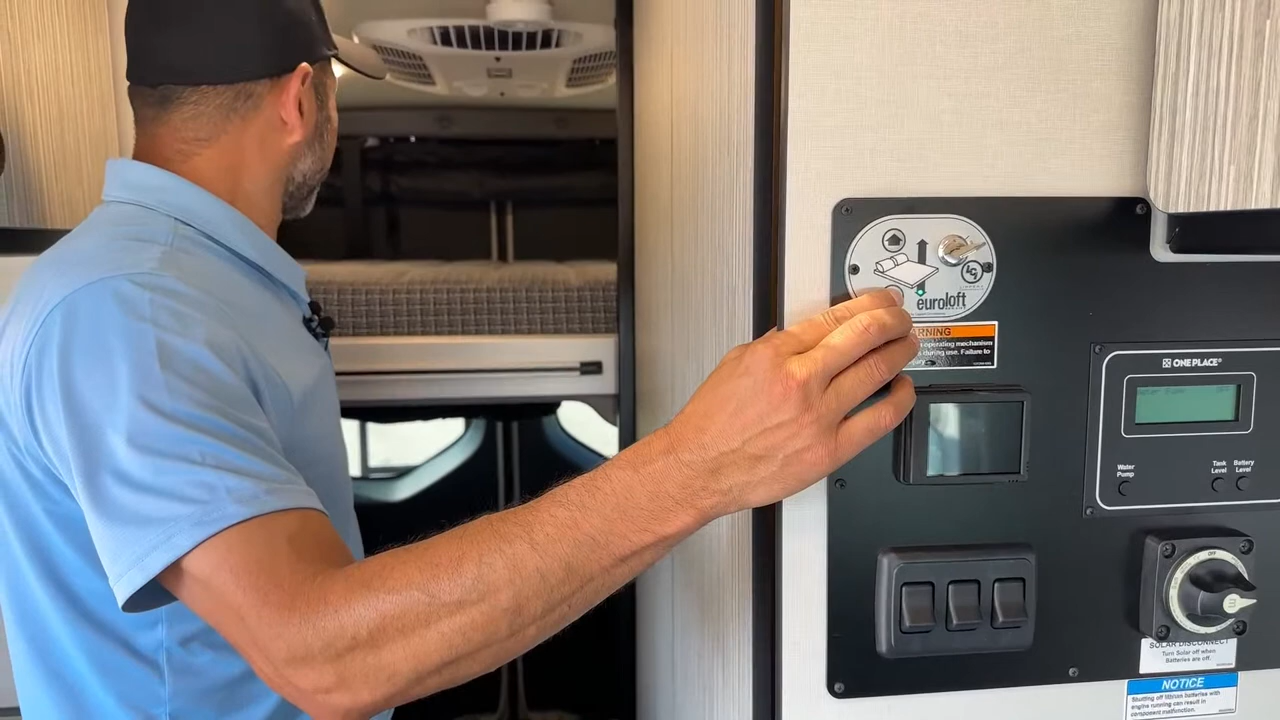 LCI
euroloft
RNING
operating mechanism
during use. Failure to
ONE PLACE®
Water
Pump
Tank
Level
Battery
Level
OFF
SOLAR DISCONNECT
Turn Solar off when
Batteries are off.
NOTICE
Shutting off lithium batteries with
engine running can result in
component malfunction.